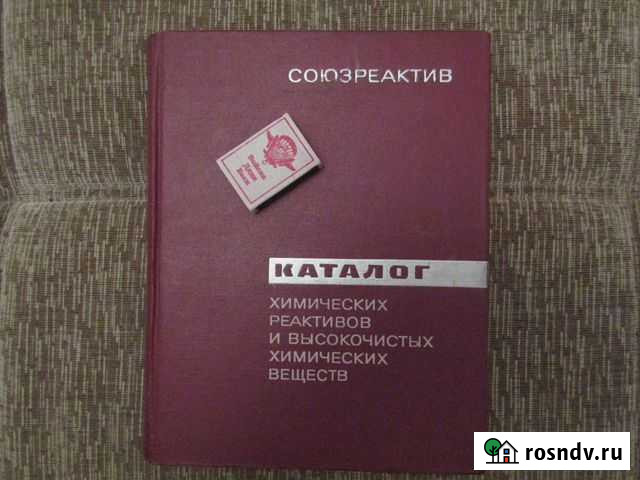 СОЮЗРЕАКТИВ
КАТАЛОГ
ХИМИЧЕСКИХ
РЕАКТИВОВ
И ВЫСОКОЧИСТЫХ
ХИМИЧЕСКИХ
ВЕЩЕСТВ
rosndv.ru